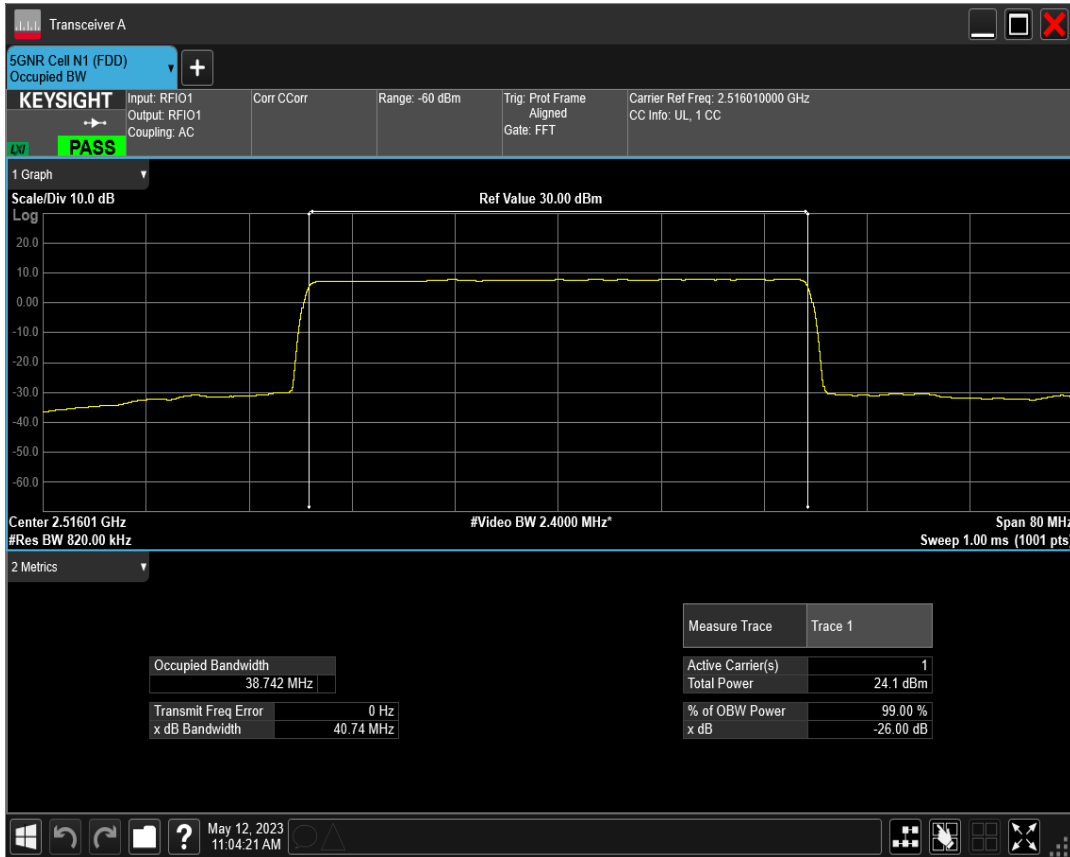 Transceiver A
5GNR Cell N1 (FDD)
Occupied BW
+
KEYSIGHT
LXI
PASS
Input: RFIO1
Output: RFIO1
Coupling: AC
Corr CCorr
Range: -60 dBm
Trig: Prot Frame
Aligned
Gate: FFT
Carrier Ref Freq: 2.516010000 GHz
CC Info: UL, 1 CC
1 Graph
Scale/Div 10.0 dB
Ref Value 30.00 dBm
Log
20.0
10.0
0.00
-10.0
-20.0
-30.0
-40.0
-50.0
-60.0
Center 2.51601 GHz
#Video BW 2.4000 MHz*
Span 80 MHz
#Res BW 820.00 kHz
Sweep 1.00 ms (1001 pts)
2 Metrics
Measure Trace Trace 1
Occupied Bandwidth
38.742 MHz
Active Carrier(s) 1
Total Power 24.1 dBm
Transmit Freq Error 0 Hz
x dB Bandwidth 40.74 MHz
% of OBW Power 99.00 %
x dB -26.00 dB
?
May 12, 2023
11:04:21 AM